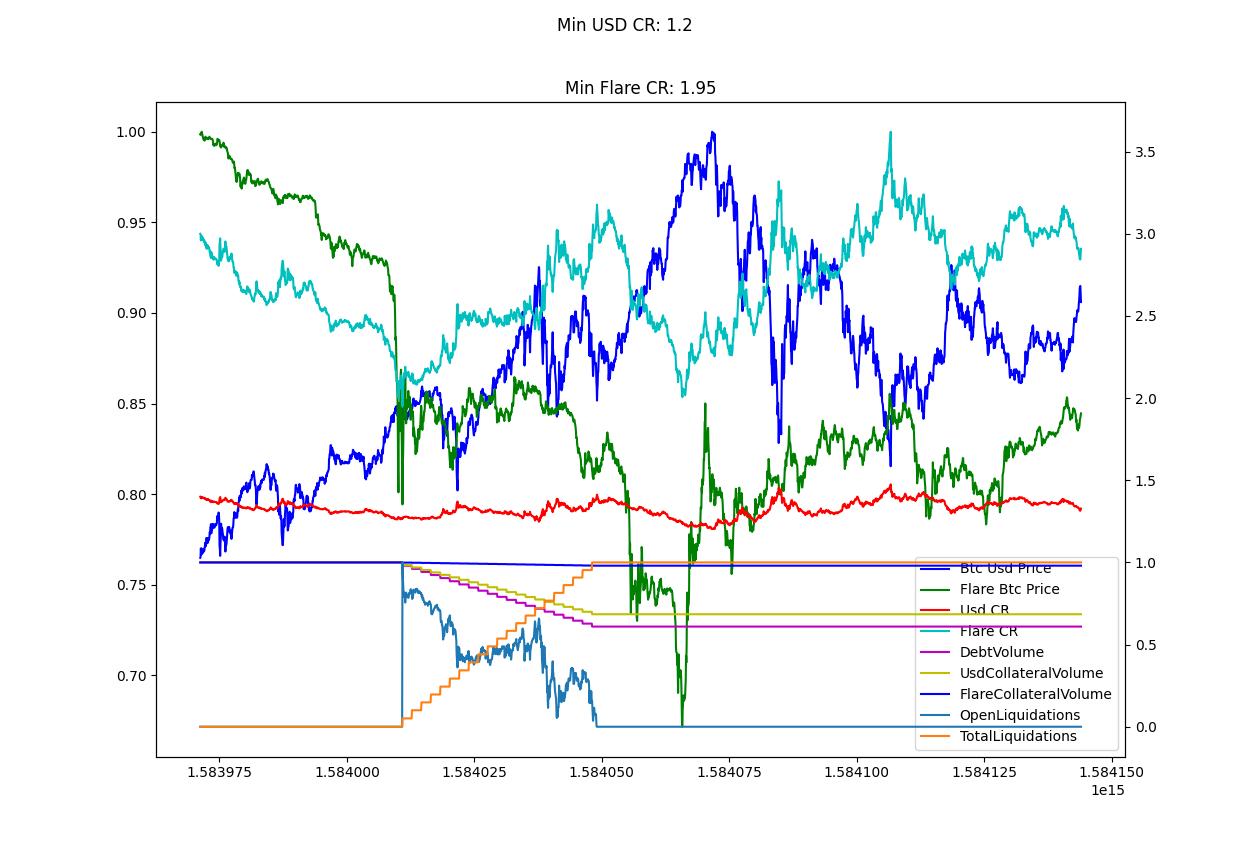 Min USD CR: 1.2
Min Flare CR: 1.95
1.00
0.95
0.90
0.85
0.80
0.75
0.70
3.5
3.0
2.5
2.0
1.5
1.0
0.5
0.0
Btc Usd Price
Flare Btc Price
Usd CR
Flare CR
DebtVolume
UsdCollateralVolume
FlareCollateralVolume
OpenLiquidations
TotalLiquidations
1.583975 1.584000 1.584025 1.584050 1.584075 1.584100 1.584125 1.584150
1e15